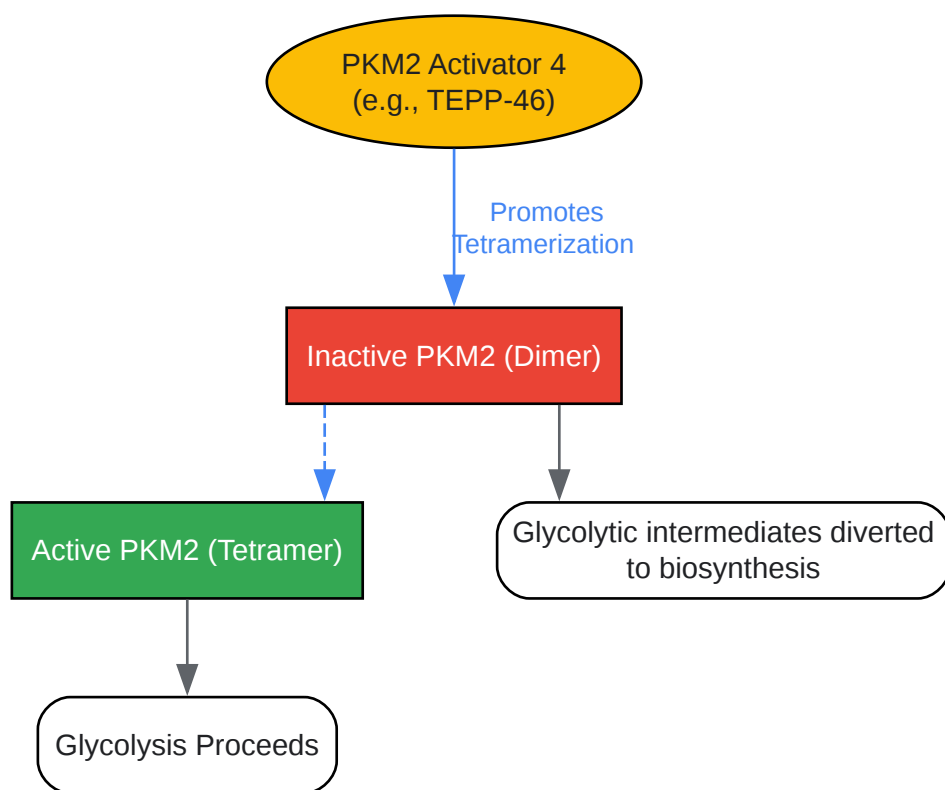 PKM2 Activator 4
(e.g., TEPP-46)
Promotes
Tetramerization
Inactive PKM2 (Dimer)
Active PKM2 (Tetramer)
Glycolytic intermediates diverted
to biosynthesis
Glycolysis Proceeds